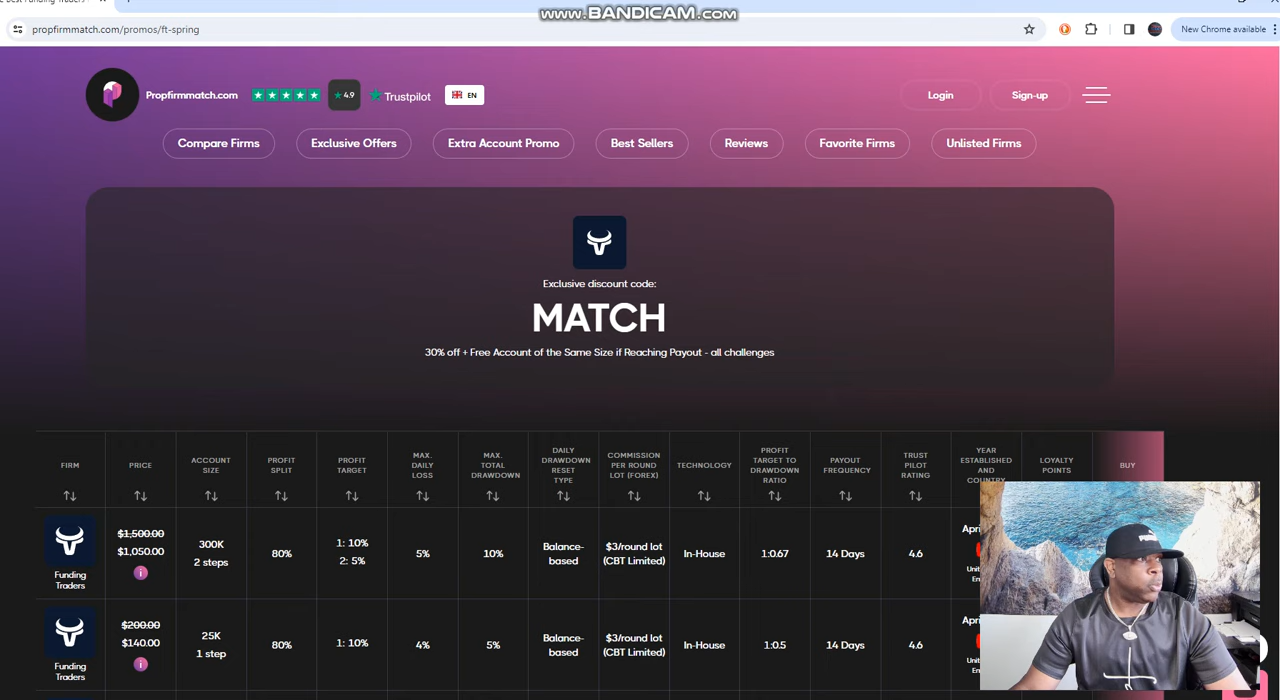 www.BANDICAM.com
propfirmmatch.com/promos/ft-spring
New Chrome available
Propfirmmatch.com
4.9
Trustpilot
EN
Login
Sign-up
Compare Firms
Exclusive Offers
Extra Account Promo
Best Sellers
Reviews
Favorite Firms
Unlisted Firms
Exclusive discount code:
MATCH
30% off + Free Account of the Same Size if Reaching Payout - all challenges
FIRM
PRICE
ACCOUNT
SIZE
PROFIT
SPLIT
PROFIT
TARGET
MAX.
DAILY
LOSS
MAX.
TOTAL
DRAWDOWN
DAILY
DRAWDOWN
RESET
TYPE
COMMISSION
PER ROUND
LOT (FOREX)
TECHNOLOGY
PROFIT
TARGET TO
DRAWDOWN
RATIO
PAYOUT
FREQUENCY
TRUST
PILOT
RATING
YEAR
ESTABLISHED
AND
COUNTRY
LOYALTY
POINTS
BUY
Funding
Traders
$1,500.00
$1,050.00
i
300K
2 steps
80%
1: 10%
2: 5%
5%
10%
Balance-
based
$3/round lot
(CBT Limited)
In-House
1:0.67
14 Days
4.6
Funding
Traders
$200.00
$140.00
i
25K
1 step
80%
1: 10%
4%
5%
Balance-
based
$3/round lot
(CBT Limited)
In-House
1:0.5
14 Days
4.6